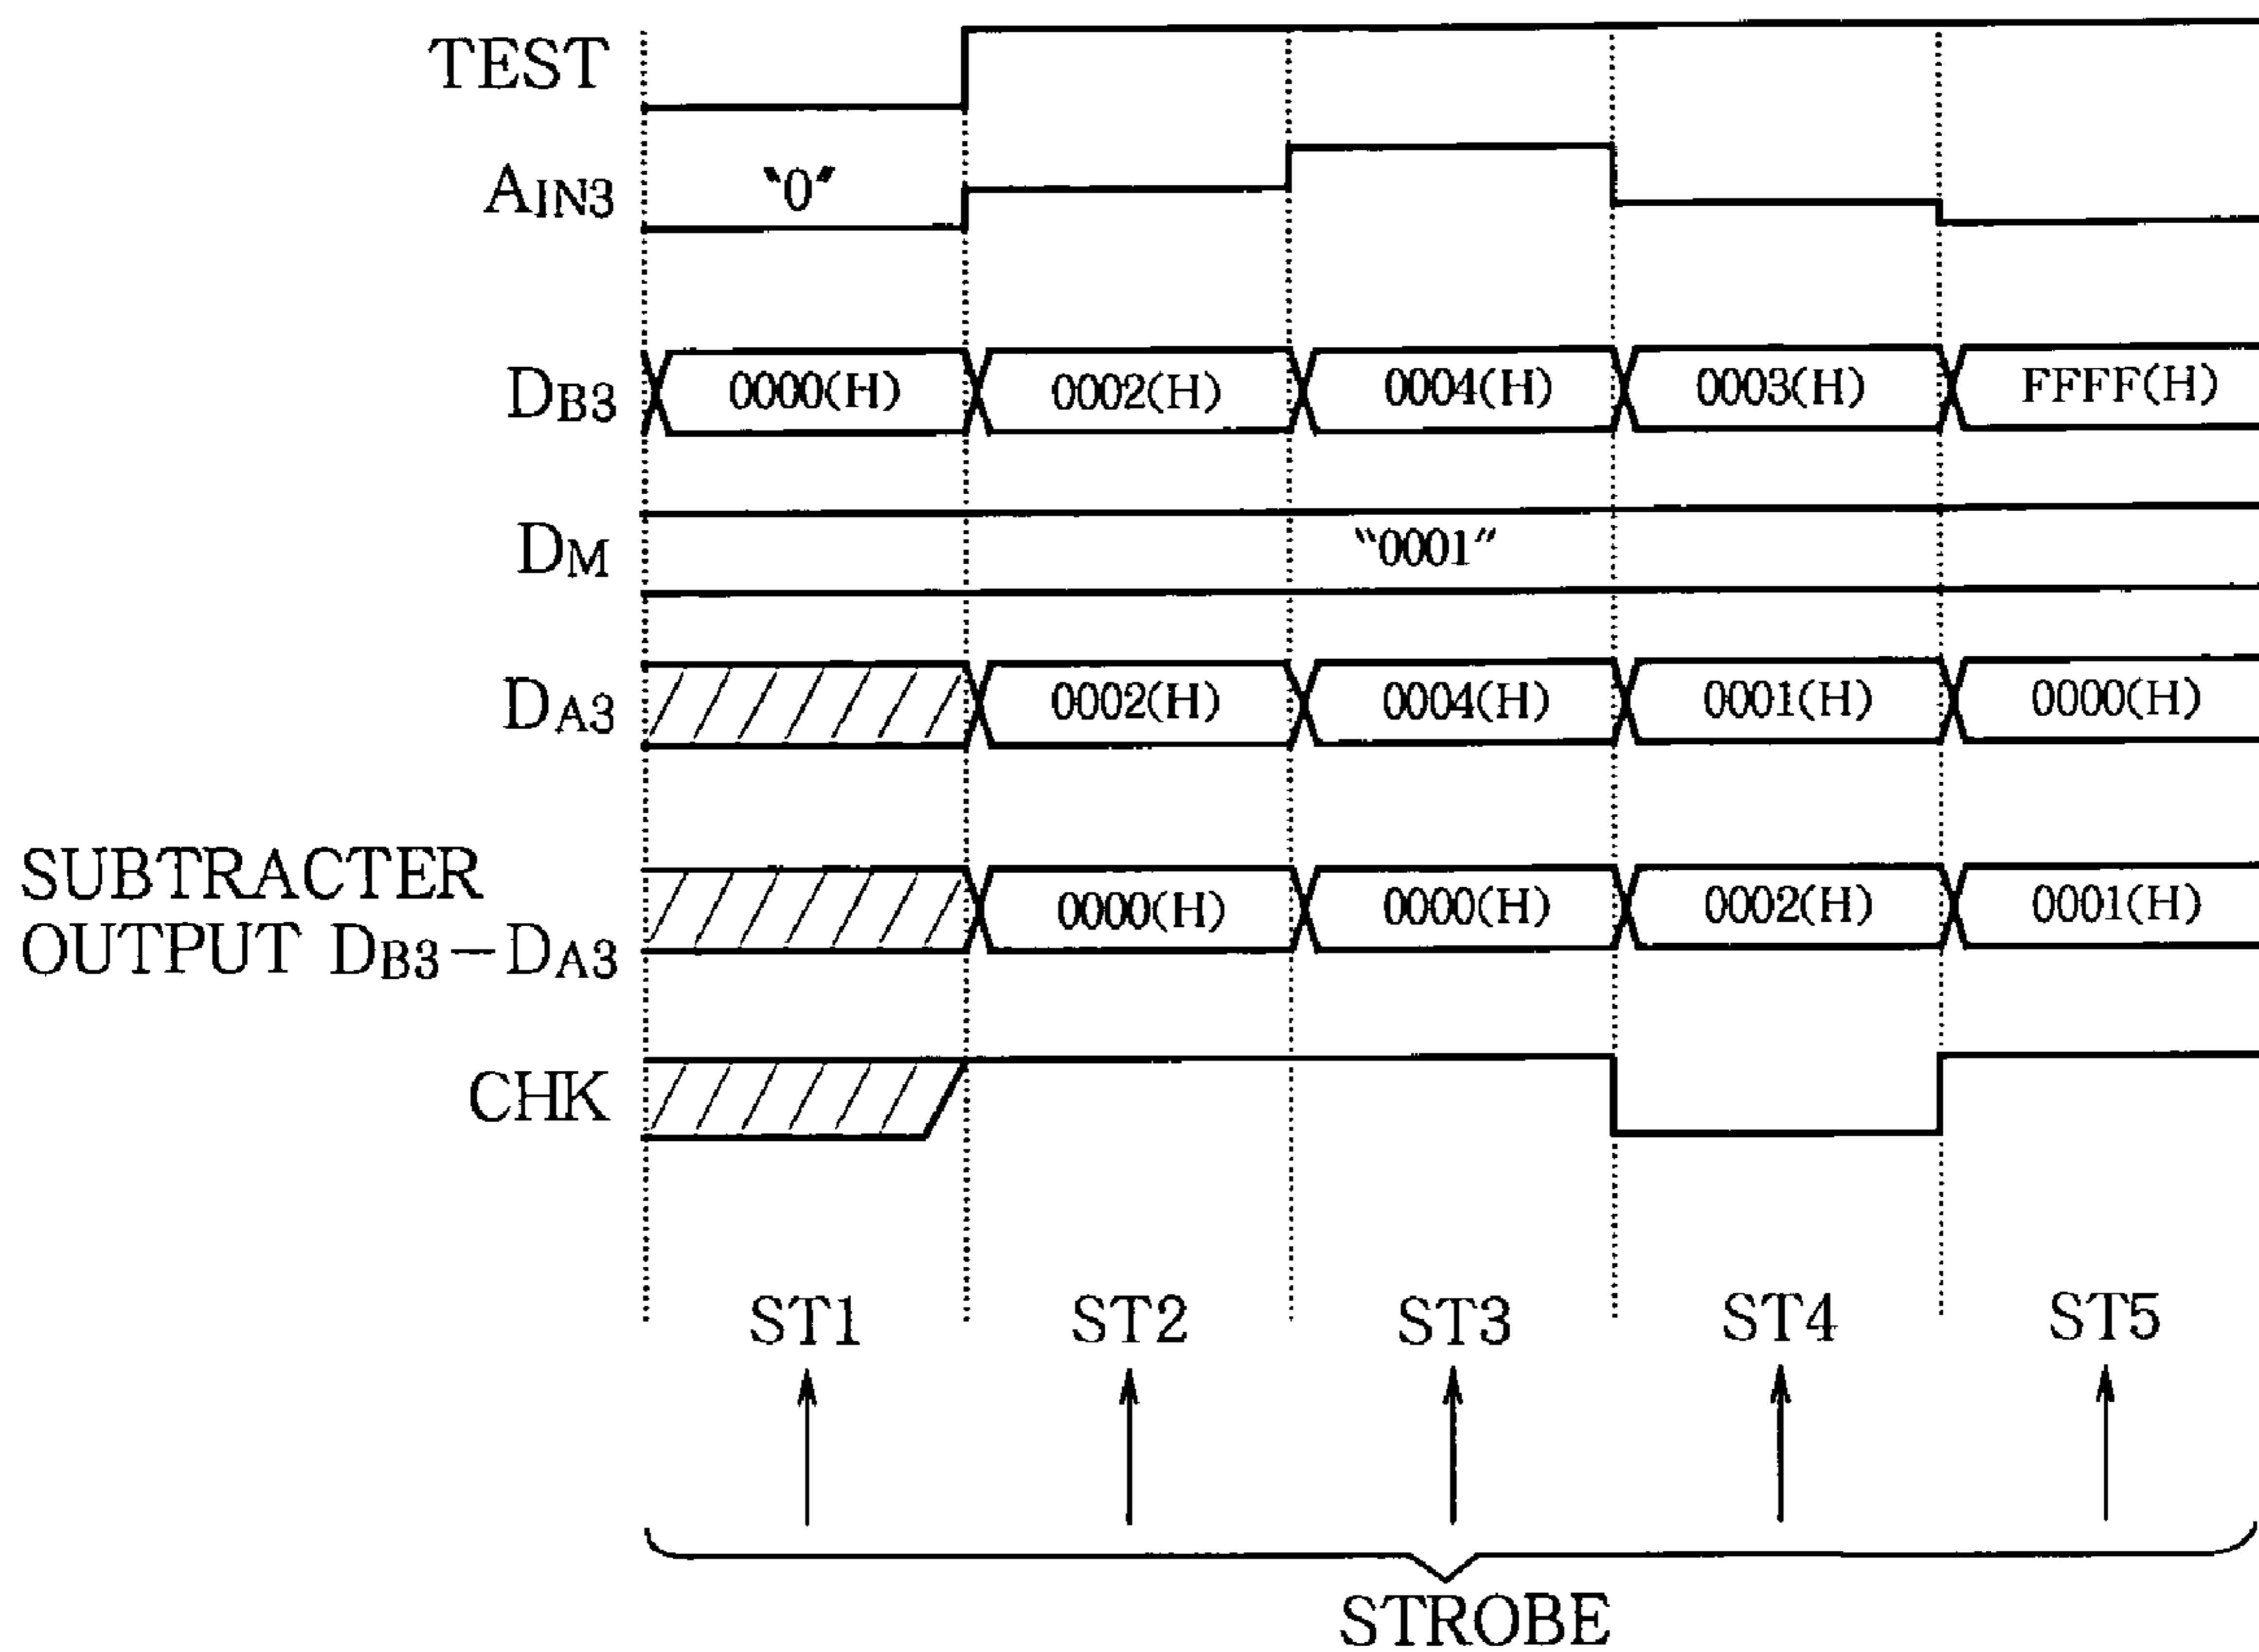 TEST
AIN3 "0"
DB3 0000(H) 0002(H) 0004(H) 0003(H) FFFF(H)
DM "0001"
DA3 0002(H) 0004(H) 0001(H) 0000(H)
SUBTRACTER
OUTPUT DB3−DA3 0000(H) 0000(H) 0002(H) 0001(H)
CHK
ST1 ST2 ST3 ST4 ST5
STROBE